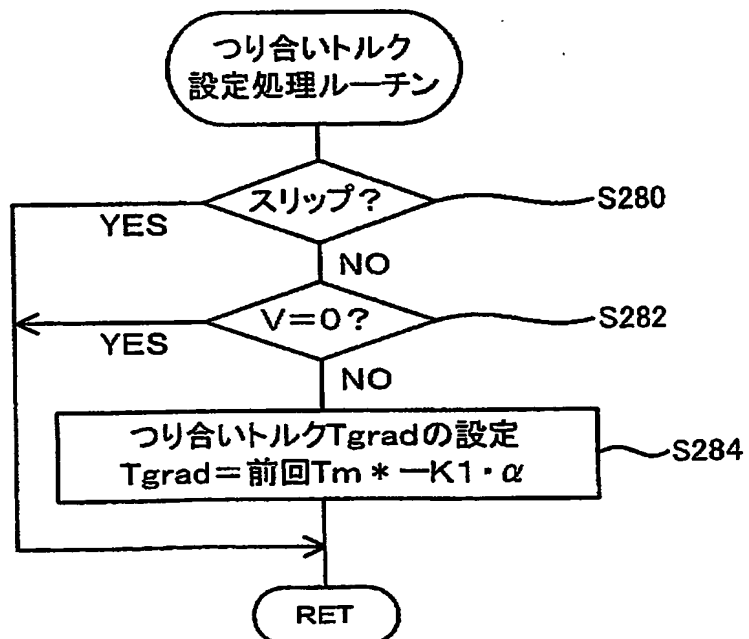 つり合いトルク
設定処理ルーチン
スリップ？
S280
YES
NO
V＝0？
S282
YES
NO
つり合いトルクTgradの設定
Tgrad＝前回Tm＊－K1・α
S284
RET